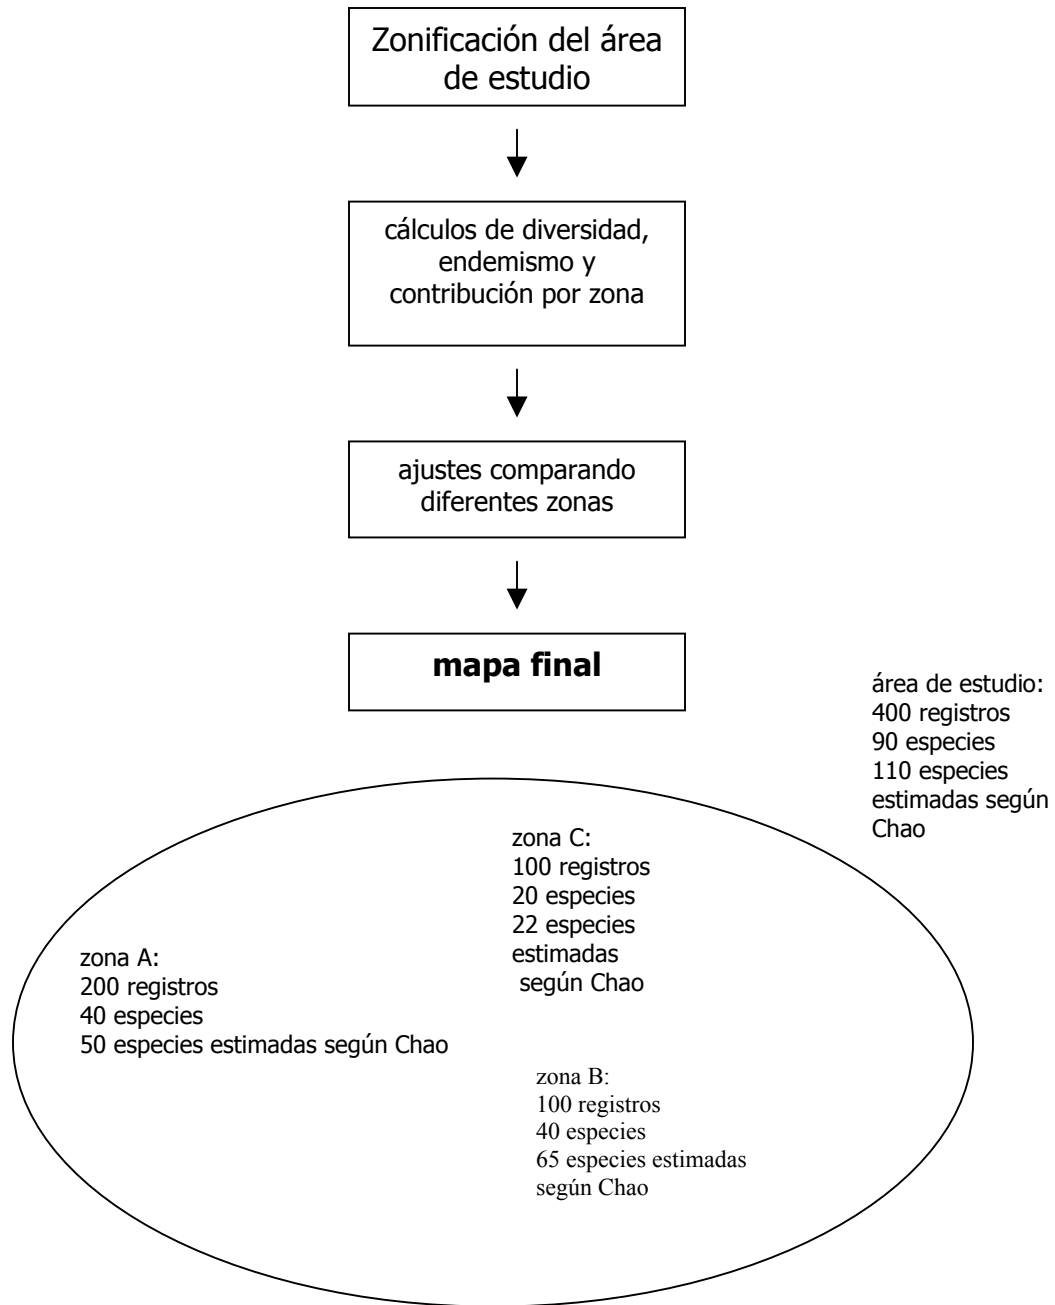 Zonificación del área
de estudio
cálculos de diversidad,
endemismo y
contribución por zona
ajustes comparando
diferentes zonas
mapa final
área de estudio:
400 registros
90 especies
110 especies
estimadas según
Chao
zona C:
100 registros
20 especies
22 especies
estimadas
según Chao
zona A:
200 registros
40 especies
50 especies estimadas según Chao
zona B:
100 registros
40 especies
65 especies estimadas
según Chao